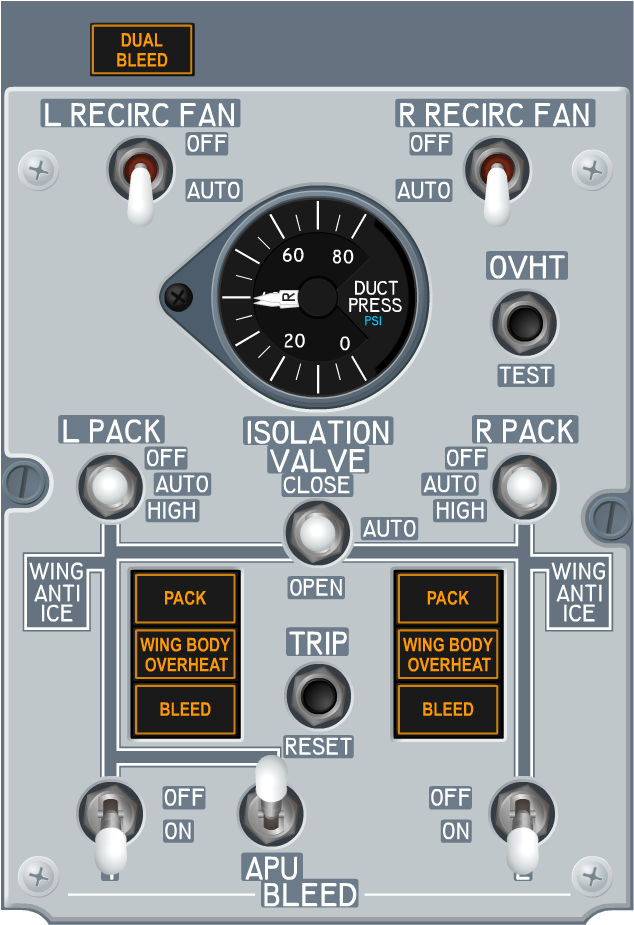 DUAL
BLEED
L RECIRC FAN
R RECIRC FAN
OFF
OFF
AUTO
AUTO
60
80
OVHT
R
DUCT
PRESS
PSI
20
0
TEST
L PACK
ISOLATION
VALVE
R PACK
OFF
AUTO
HIGH
CLOSE
OFF
AUTO
HIGH
AUTO
OPEN
WING
ANTI
ICE
WING
ANTI
ICE
PACK
WING BODY
OVERHEAT
BLEED
PACK
WING BODY
OVERHEAT
BLEED
TRIP
RESET
OFF
ON
OFF
ON
APU
BLEED